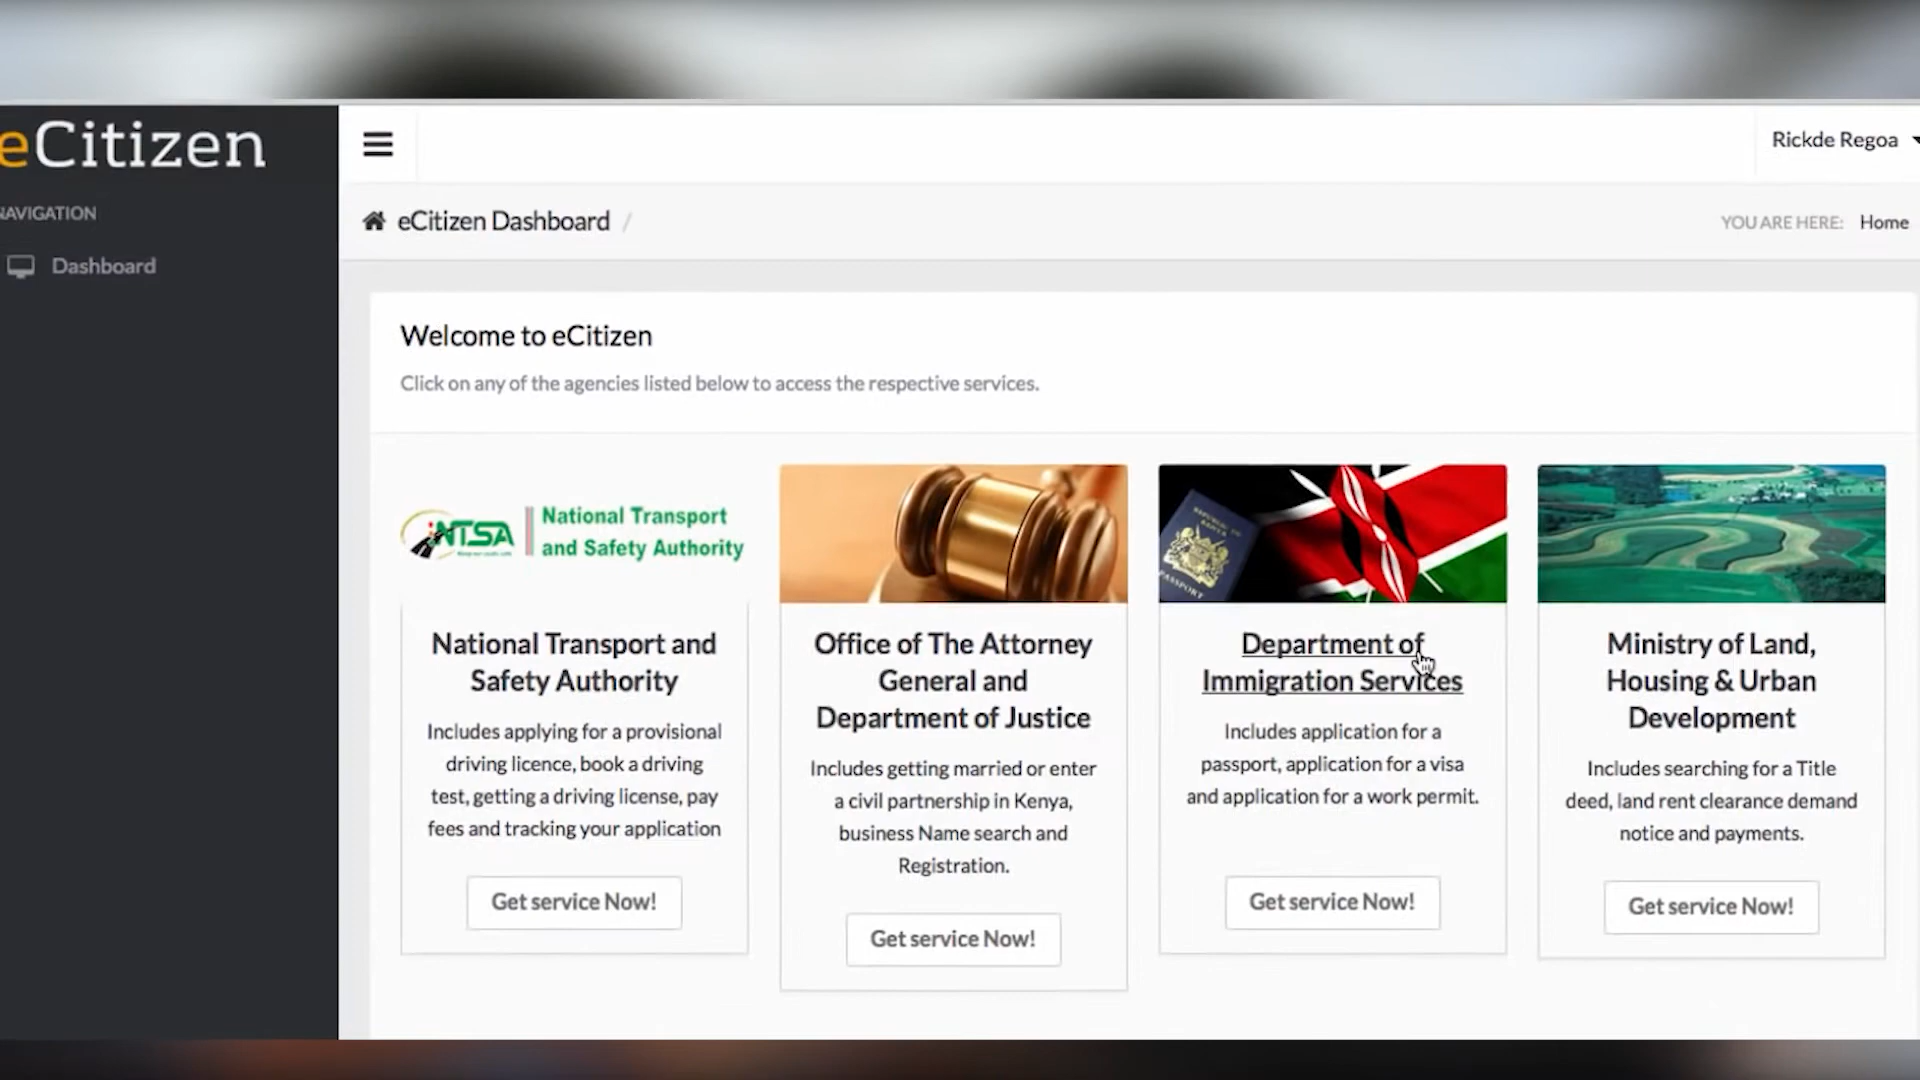 eCitizen
Rickde Regoa
NAVIGATION
eCitizen Dashboard /
YOU ARE HERE: Home
Dashboard
Welcome to eCitizen
Click on any of the agencies listed below to access the respective services.
NTSA
National Transport
and Safety Authority
REPUBLIC OF
KENYA
PASSPORT
National Transport and
Safety Authority
Includes applying for a provisional
driving licence, book a driving
test, getting a driving license, pay
fees and tracking your application
Get service Now!
Office of The Attorney
General and
Department of Justice
Includes getting married or enter
a civil partnership in Kenya,
business Name search and
Registration.
Get service Now!
Department of
Immigration Services
Includes application for a
passport, application for a visa
and application for a work permit.
Get service Now!
Ministry of Land,
Housing & Urban
Development
Includes searching for a Title
deed, land rent clearance demand
notice and payments.
Get service Now!